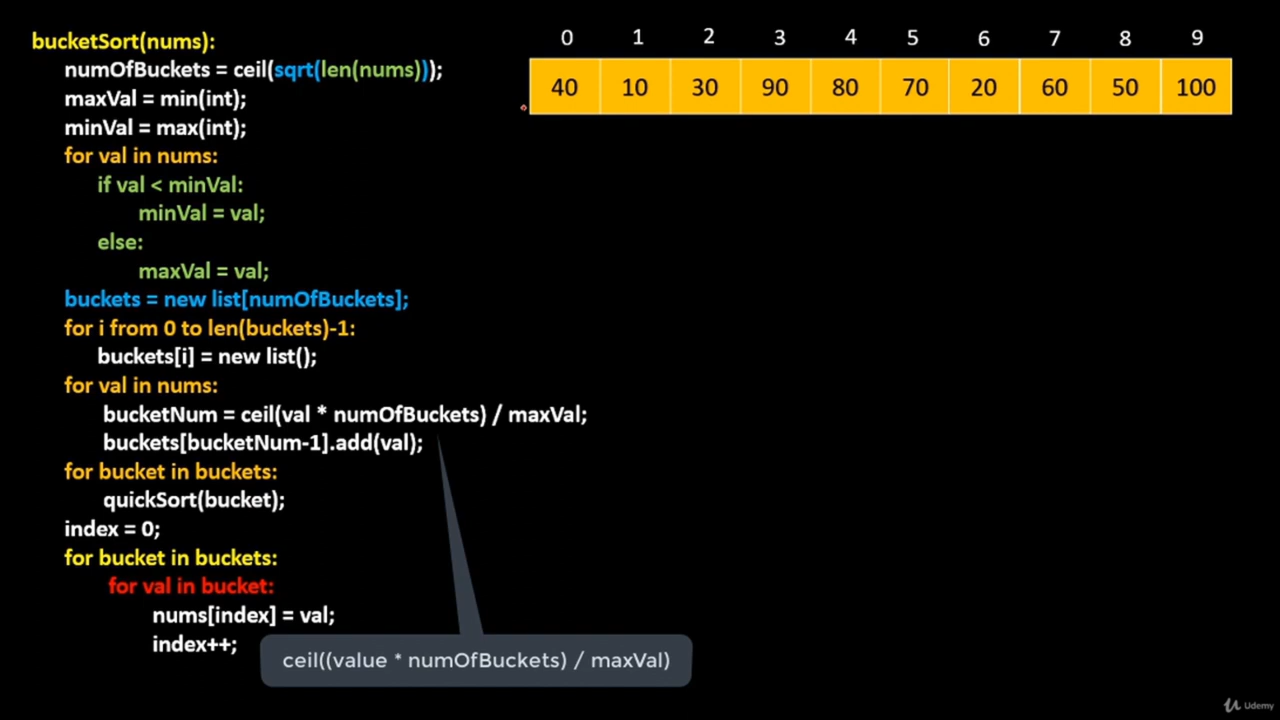 bucketSort(nums):
numOfBuckets = ceil(sqrt(len(nums)));
maxVal = min(int);
minVal = max(int);
for val in nums:
if val < minVal:
minVal = val;
else:
maxVal = val;
buckets = new list[numOfBuckets];
for i from 0 to len(buckets)-1:
buckets[i] = new list();
for val in nums:
bucketNum = ceil(val * numOfBuckets) / maxVal;
buckets[bucketNum-1].add(val);
for bucket in buckets:
quickSort(bucket);
index = 0;
for bucket in buckets:
for val in bucket:
nums[index] = val;
index++;
ceil((value * numOfBuckets) / maxVal)
0 1 2 3 4 5 6 7 8 9
40 10 30 90 80 70 20 60 50 100
Udemy